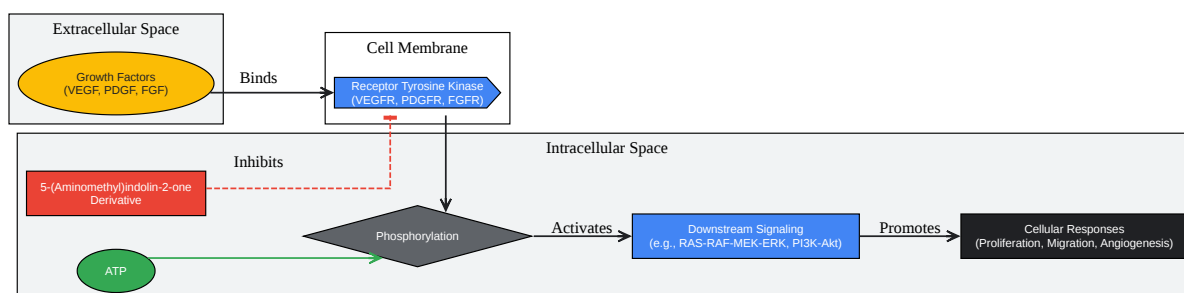 Extracellular Space
Growth Factors
(VEGF, PDGF, FGF)
Binds
Cell Membrane
Receptor Tyrosine Kinase
(VEGFR, PDGFR, FGFR)
Intracellular Space
Inhibits
5-(Aminomethyl)indolin-2-one
Derivative
ATP
Phosphorylation
Activates
Downstream Signaling
(e.g., RAS-RAF-MEK-ERK, PI3K-Akt)
Promotes
Cellular Responses
(Proliferation, Migration, Angiogenesis)